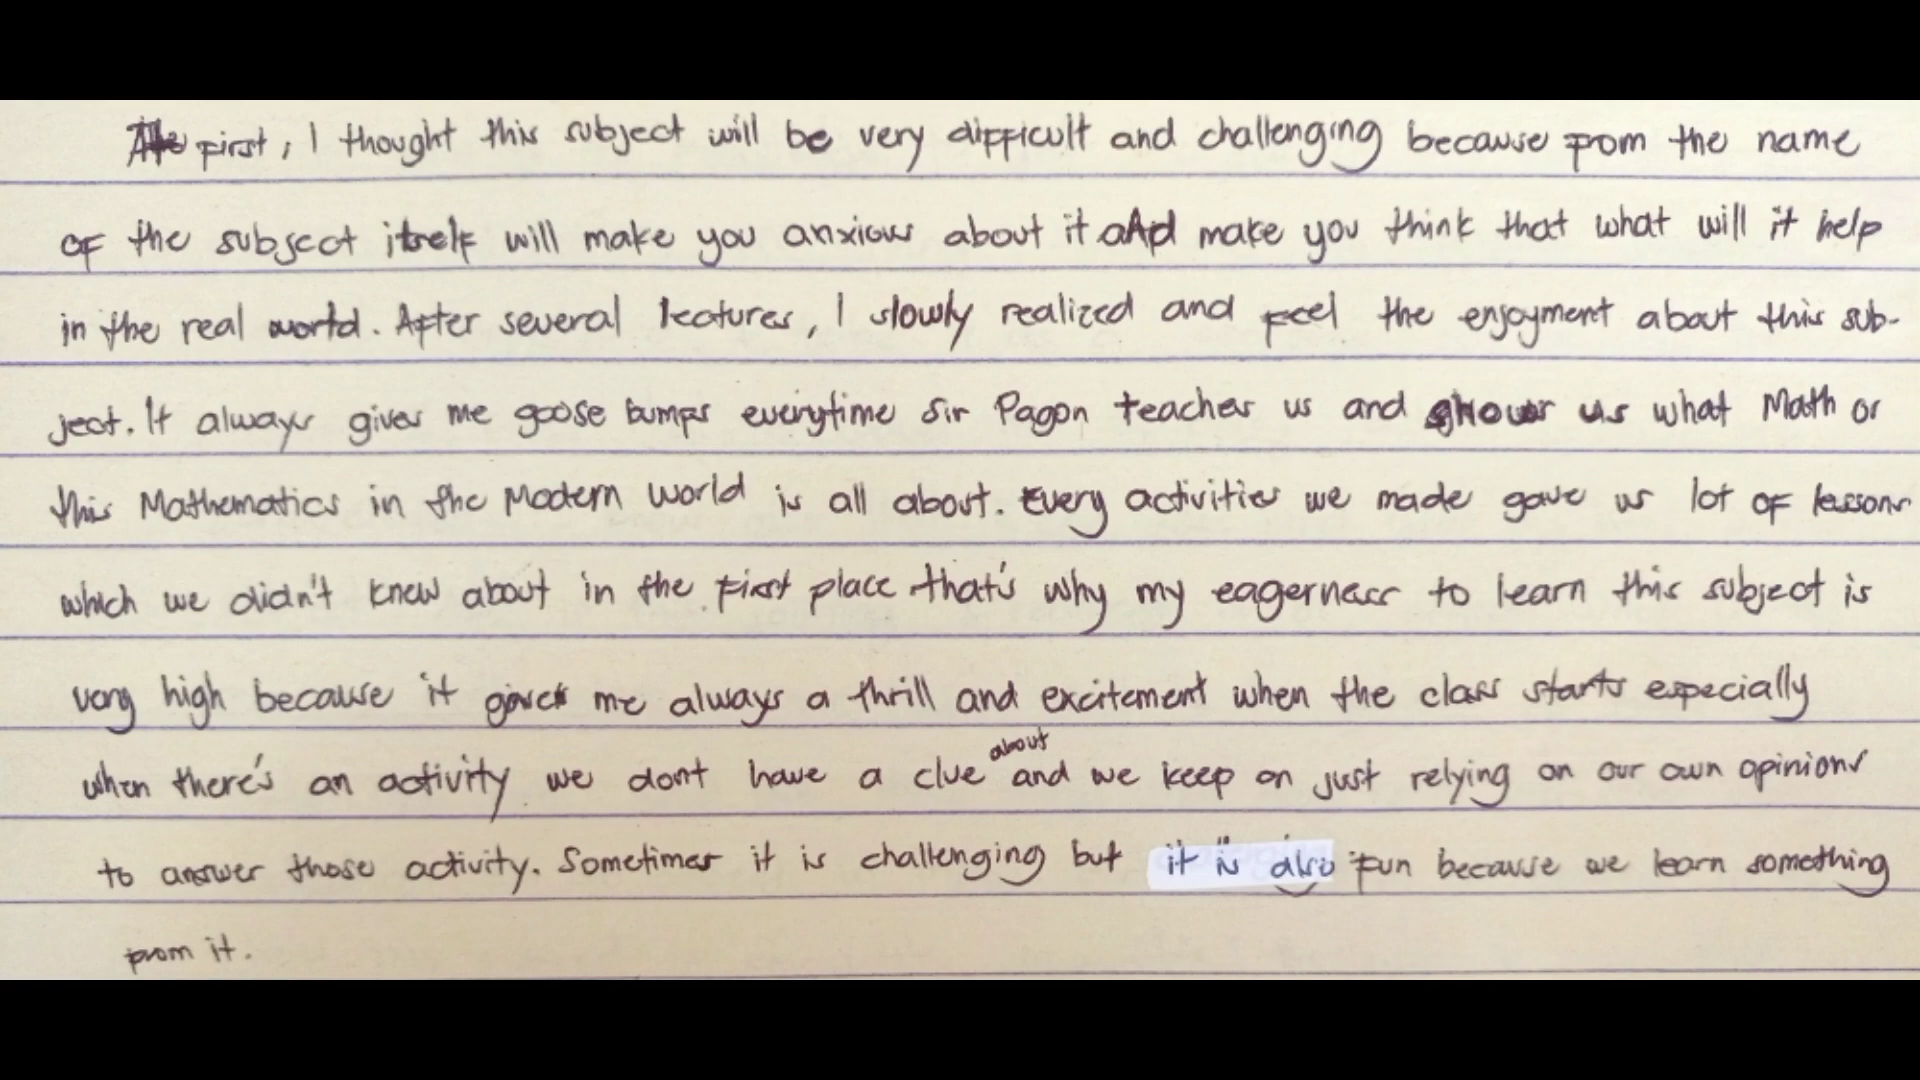 At first, I thought this subject will be very difficult and challenging because from the name
of the subject itself will make you anxious about it and make you think that what will it help
in the real world. After several lectures, I slowly realized and feel the enjoyment about this sub-
ject. It always gives me goose bumps everytime Sir Pagon teaches us and shows us what Math or
this Mathematics in the Modern World is all about. Every activities we made gave us lot of lessons
which we didn't knew about in the first place that's why my eagerness to learn this subject is
very high because it gives me always a thrill and excitement when the class starts especially
when there's an activity we dont have a clue about and we keep on just relying on our own opinions
to answer those activity. Sometimes it is challenging but it is also fun because we learn something
from it.